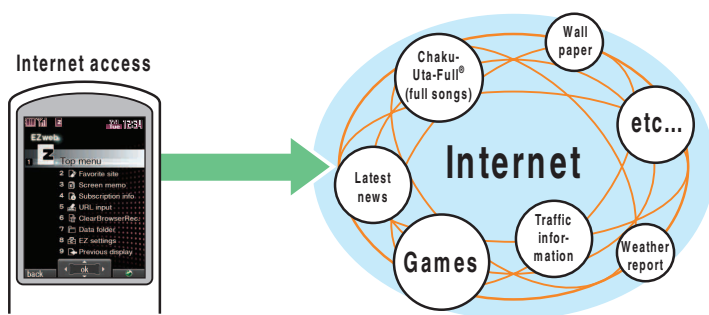 Internet access
12:34
EZweb
1 Top menu
2 Favorite site
3 Screen memo
4 Subscription info.
5 URL input
6 ClearBrowserRec.
7 Data folder
8 EZ settings
9 Previous display
back
ok
Chaku-
Uta-Full®
(full songs)
Wall
paper
etc...
Internet
Latest
news
Games
Traffic
infor-
mation
Weather
report